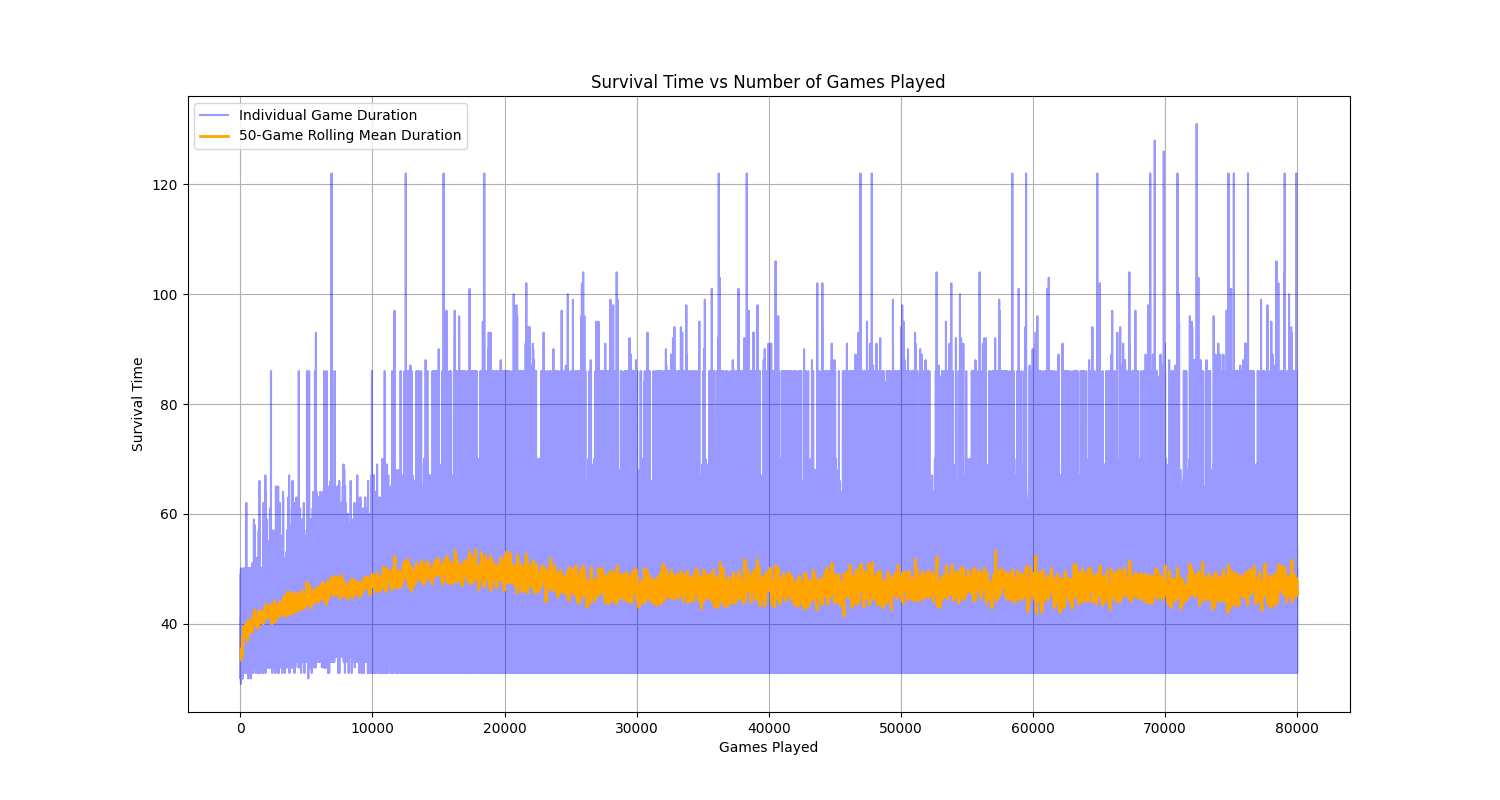 Survival Time vs Number of Games Played
Individual Game Duration
50-Game Rolling Mean Duration
120
100
80
60
40
Survival Time
0 10000 20000 30000 40000 50000 60000 70000 80000
Games Played